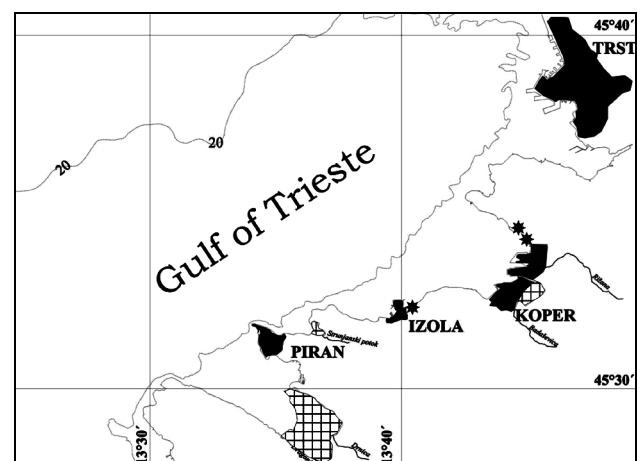 45°40´
TRST
20
20
Gulf of Trieste
Rižana
KOPER
IZOLA
Badaševica
Strunjanski potok
PIRAN
45°30´
13°30´
13°40´